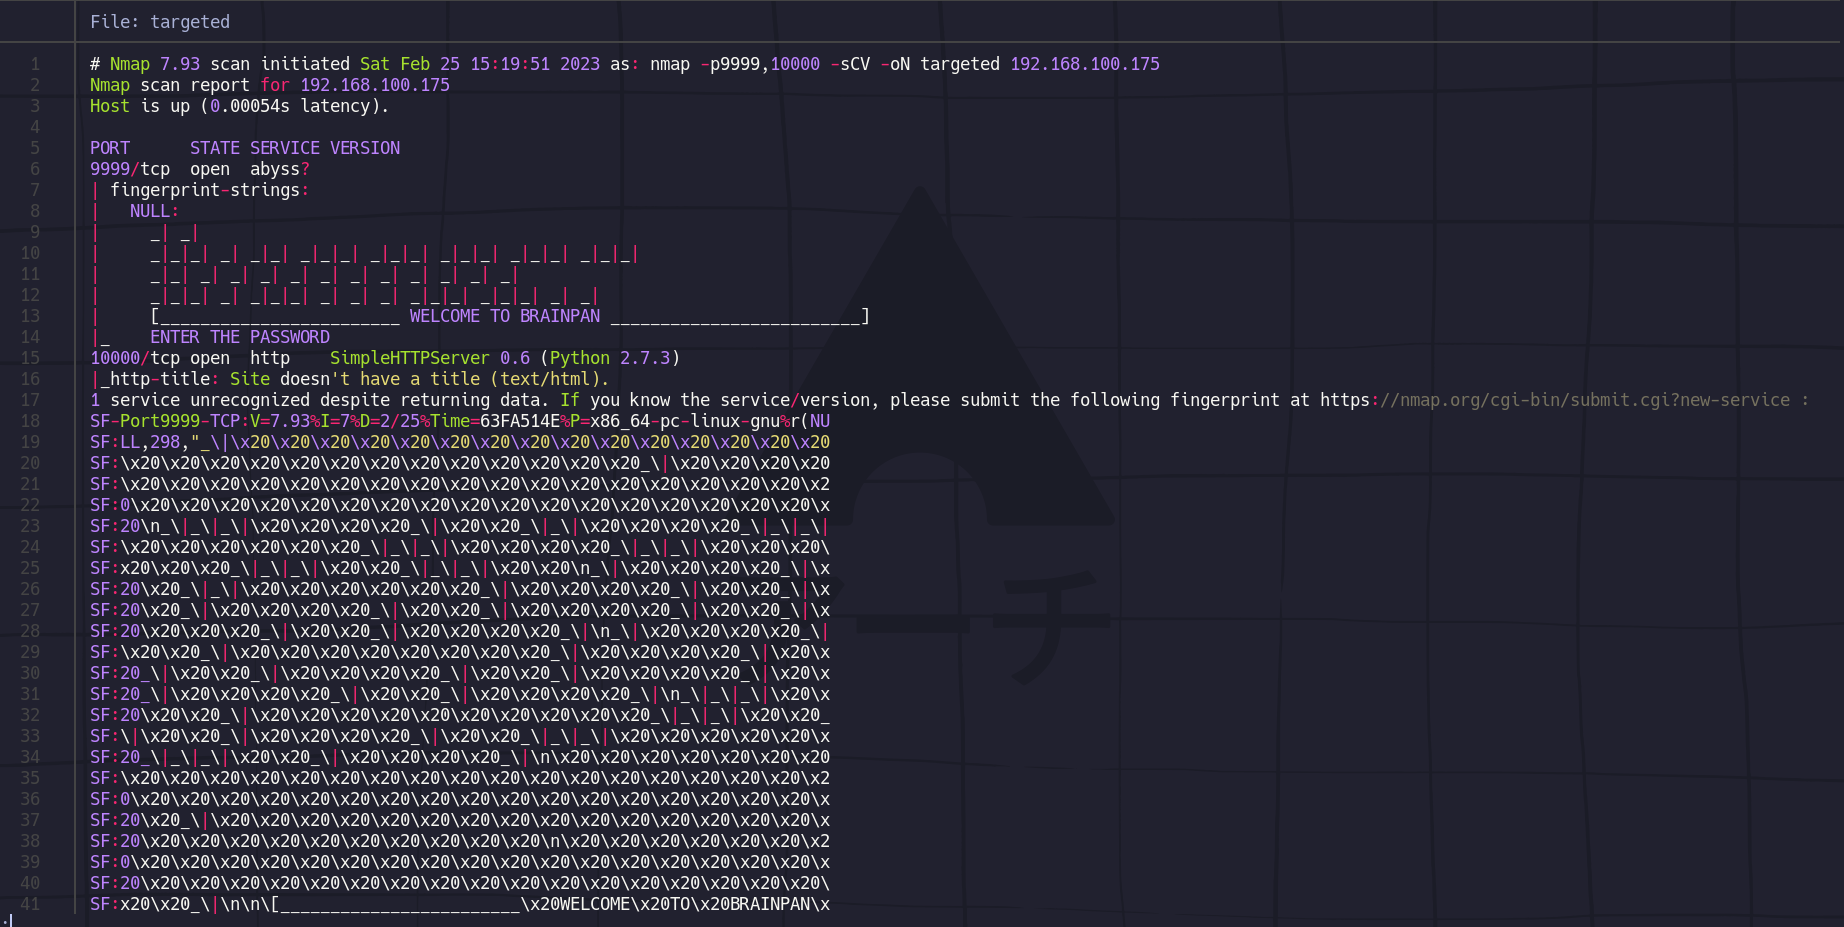 File: targeted
1 # Nmap 7.93 scan initiated Sat Feb 25 15:19:51 2023 as: nmap -p9999,10000 -sCV -oN targeted 192.168.100.175
2 Nmap scan report for 192.168.100.175
3 Host is up (0.00054s latency).
4
5 PORT      STATE SERVICE VERSION
6 9999/tcp  open  abyss?
7 | fingerprint-strings:
8 |   NULL:
9 |     _| _|
10 |     _|_|_| _| _|_| _|_|_| _|_|_| _|_|_| _|_|_| _|_|_|
11 |     _|_| _| _| _| _| _| _| _| _| _| _| _|
12 |     _|_|_| _| _|_|_| _| _| _| _|_|_| _|_|_| _| _|
13 |     [________________________ WELCOME TO BRAINPAN _________________________]
14 |_    ENTER THE PASSWORD
15 10000/tcp open  http    SimpleHTTPServer 0.6 (Python 2.7.3)
16 |_http-title: Site doesn't have a title (text/html).
17 1 service unrecognized despite returning data. If you know the service/version, please submit the following fingerprint at https://nmap.org/cgi-bin/submit.cgi?new-service :
18 SF-Port9999-TCP:V=7.93%I=7%D=2/25%Time=63FA514E%P=x86_64-pc-linux-gnu%r(NU
19 SF:LL,298,"_\|\x20\x20\x20\x20\x20\x20\x20\x20\x20\x20\x20\x20\x20\x20\x20
20 SF:\x20\x20\x20\x20\x20\x20\x20\x20\x20\x20\x20\x20\x20_\|\x20\x20\x20\x20
21 SF:\x20\x20\x20\x20\x20\x20\x20\x20\x20\x20\x20\x20\x20\x20\x20\x20\x20\x2
22 SF:0\x20\x20\x20\x20\x20\x20\x20\x20\x20\x20\x20\x20\x20\x20\x20\x20\x20\x
23 SF:20\n_\|_\|_\|\x20\x20\x20\x20_\|\x20\x20_\|_\|\x20\x20\x20\x20_\|_\|_\|
24 SF:\x20\x20\x20\x20\x20\x20_\|_\|_\|\x20\x20\x20\x20_\|_\|_\|\x20\x20\x20\
25 SF:x20\x20\x20_\|_\|_\|\x20\x20_\|_\|_\|\x20\x20\n_\|\x20\x20\x20\x20_\|\x
26 SF:20\x20_\|_\|\x20\x20\x20\x20\x20\x20_\|\x20\x20\x20\x20_\|\x20\x20_\|\x
27 SF:20\x20_\|\x20\x20\x20\x20_\|\x20\x20_\|\x20\x20\x20\x20_\|\x20\x20_\|\x
28 SF:20\x20\x20\x20_\|\x20\x20_\|\x20\x20\x20\x20_\|\n_\|\x20\x20\x20\x20_\|
29 SF:\x20\x20_\|\x20\x20\x20\x20\x20\x20\x20\x20_\|\x20\x20\x20\x20_\|\x20\x
30 SF:20_\|\x20\x20_\|\x20\x20\x20\x20_\|\x20\x20_\|\x20\x20\x20\x20_\|\x20\x
31 SF:20_\|\x20\x20\x20\x20_\|\x20\x20_\|\x20\x20\x20\x20_\|\n_\|_\|_\|\x20\x
32 SF:20\x20\x20_\|\x20\x20\x20\x20\x20\x20\x20\x20\x20\x20_\|_\|_\|\x20\x20_
33 SF:\|\x20\x20_\|\x20\x20\x20\x20_\|\x20\x20_\|_\|_\|\x20\x20\x20\x20\x20\x
34 SF:20_\|_\|_\|\x20\x20_\|\x20\x20\x20\x20_\|\n\x20\x20\x20\x20\x20\x20\x20
35 SF:\x20\x20\x20\x20\x20\x20\x20\x20\x20\x20\x20\x20\x20\x20\x20\x20\x20\x2
36 SF:0\x20\x20\x20\x20\x20\x20\x20\x20\x20\x20\x20\x20\x20\x20\x20\x20\x20\x
37 SF:20\x20_\|\x20\x20\x20\x20\x20\x20\x20\x20\x20\x20\x20\x20\x20\x20\x20\x
38 SF:20\x20\x20\x20\x20\x20\x20\x20\x20\x20\x20\n\x20\x20\x20\x20\x20\x20\x2
39 SF:0\x20\x20\x20\x20\x20\x20\x20\x20\x20\x20\x20\x20\x20\x20\x20\x20\x20\x
40 SF:20\x20\x20\x20\x20\x20\x20\x20\x20\x20\x20\x20\x20\x20\x20\x20\x20\x20\
41 SF:x20\x20_\|\n\n\[________________________\x20WELCOME\x20TO\x20BRAINPAN\x
: